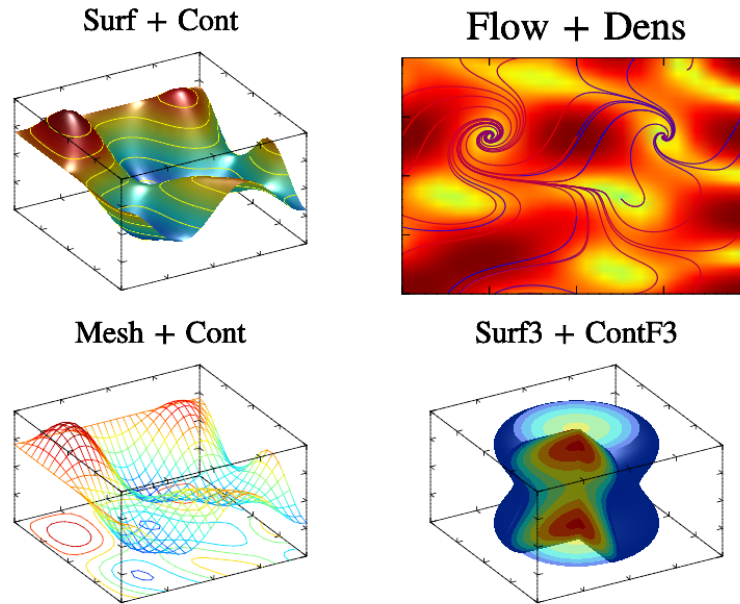 Surf + Cont
Flow + Dens
Mesh + Cont
Surf3 + ContF3